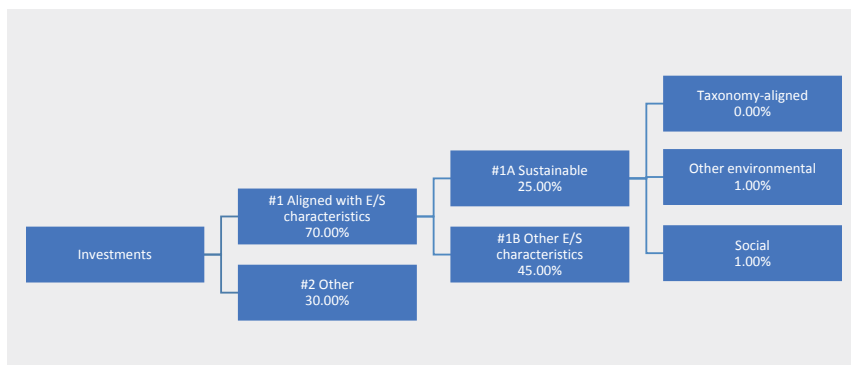 Investments
#1 Aligned with E/S
characteristics
70.00%
#2 Other
30.00%
#1A Sustainable
25.00%
#1B Other E/S
characteristics
45.00%
Taxonomy-aligned
0.00%
Other environmental
1.00%
Social
1.00%